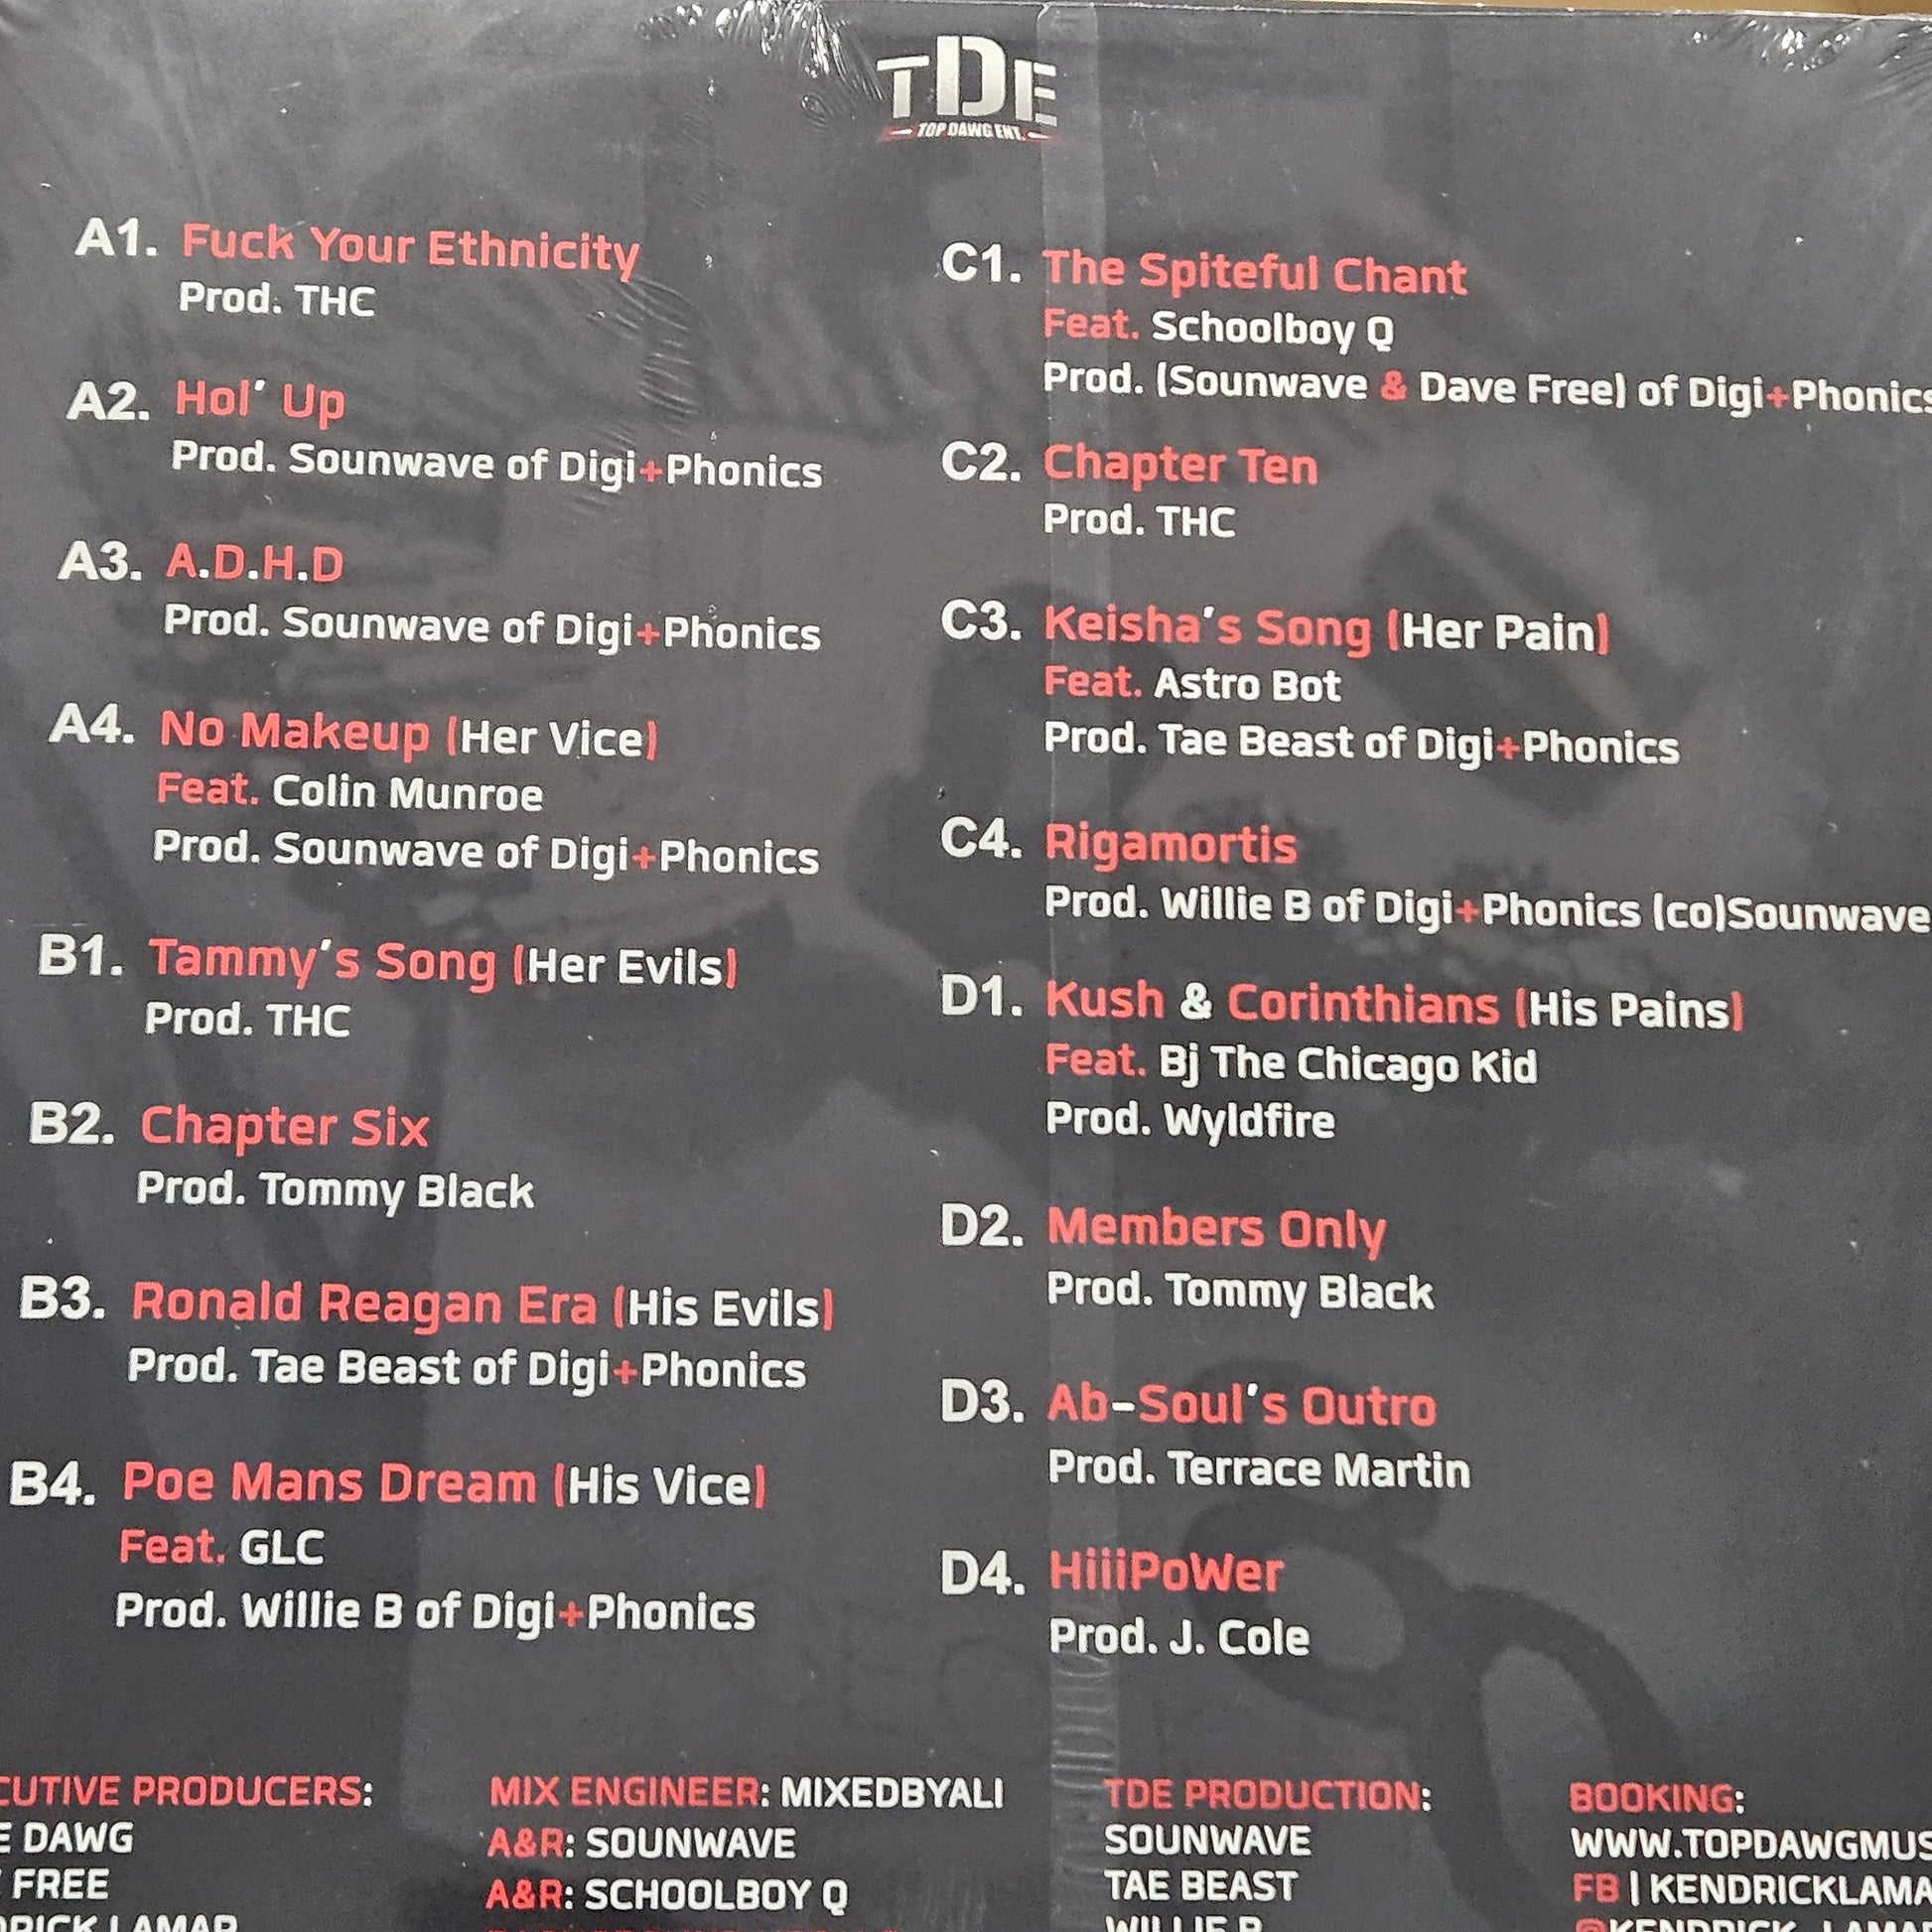 TDE
TOP DAWG ENT.
A1. Fuck Your Ethnicity
Prod. THC
A2. Hol' Up
Prod. Sounwave of Digi+Phonics
A3. A.D.H.D
Prod. Sounwave of Digi+Phonics
A4. No Makeup (Her Vice)
Feat. Colin Munroe
Prod. Sounwave of Digi+Phonics
B1. Tammy's Song (Her Evils)
Prod. THC
B2. Chapter Six
Prod. Tommy Black
B3. Ronald Reagan Era (His Evils)
Prod. Tae Beast of Digi+Phonics
B4. Poe Mans Dream (His Vice)
Feat. GLC
Prod. Willie B of Digi+Phonics
C1. The Spiteful Chant
Feat. Schoolboy Q
Prod. (Sounwave & Dave Free) of Digi+Phonics
C2. Chapter Ten
Prod. THC
C3. Keisha's Song (Her Pain)
Feat. Astro Bot
Prod. Tae Beast of Digi+Phonics
C4. Rigamortis
Prod. Willie B of Digi+Phonics (co)Sounwave
D1. Kush & Corinthians (His Pains)
Feat. Bj The Chicago Kid
Prod. Wyldfire
D2. Members Only
Prod. Tommy Black
D3. Ab-Soul's Outro
Prod. Terrace Martin
D4. HiiiPoWer
Prod. J. Cole
CUTIVE PRODUCERS:
E DAWG
FREE
DRICK LAMAR
MIX ENGINEER: MIXEDBYALI
A&R: SOUNWAVE
A&R: SCHOOLBOY Q
TDE PRODUCTION:
SOUNWAVE
TAE BEAST
WILLIE B
BOOKING:
WWW.TOPDAWGMUS
FB | KENDRICKLAMA
@KENDRICK_LAMA